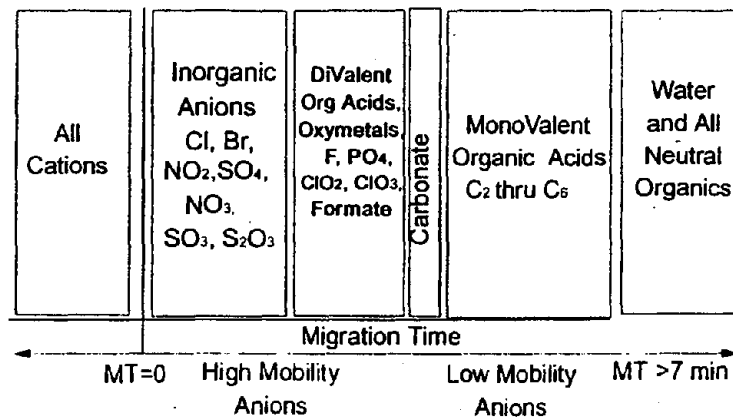 All
Cations
Inorganic
Anions
Cl, Br,
NO₂,SO₄,
NO₃.
SO₃, S₂O₃
DiValent
Org Acids,
Oxymetals,
F, PO₄,
ClO₂, ClO₃,
Formate
Carbonate
MonoValent
Organic Acids
C₂ thru C₆
Water
and All
Neutral
Organics
Migration Time
MT=0
High Mobility
Anions
Low Mobility
Anions
MT >7 min